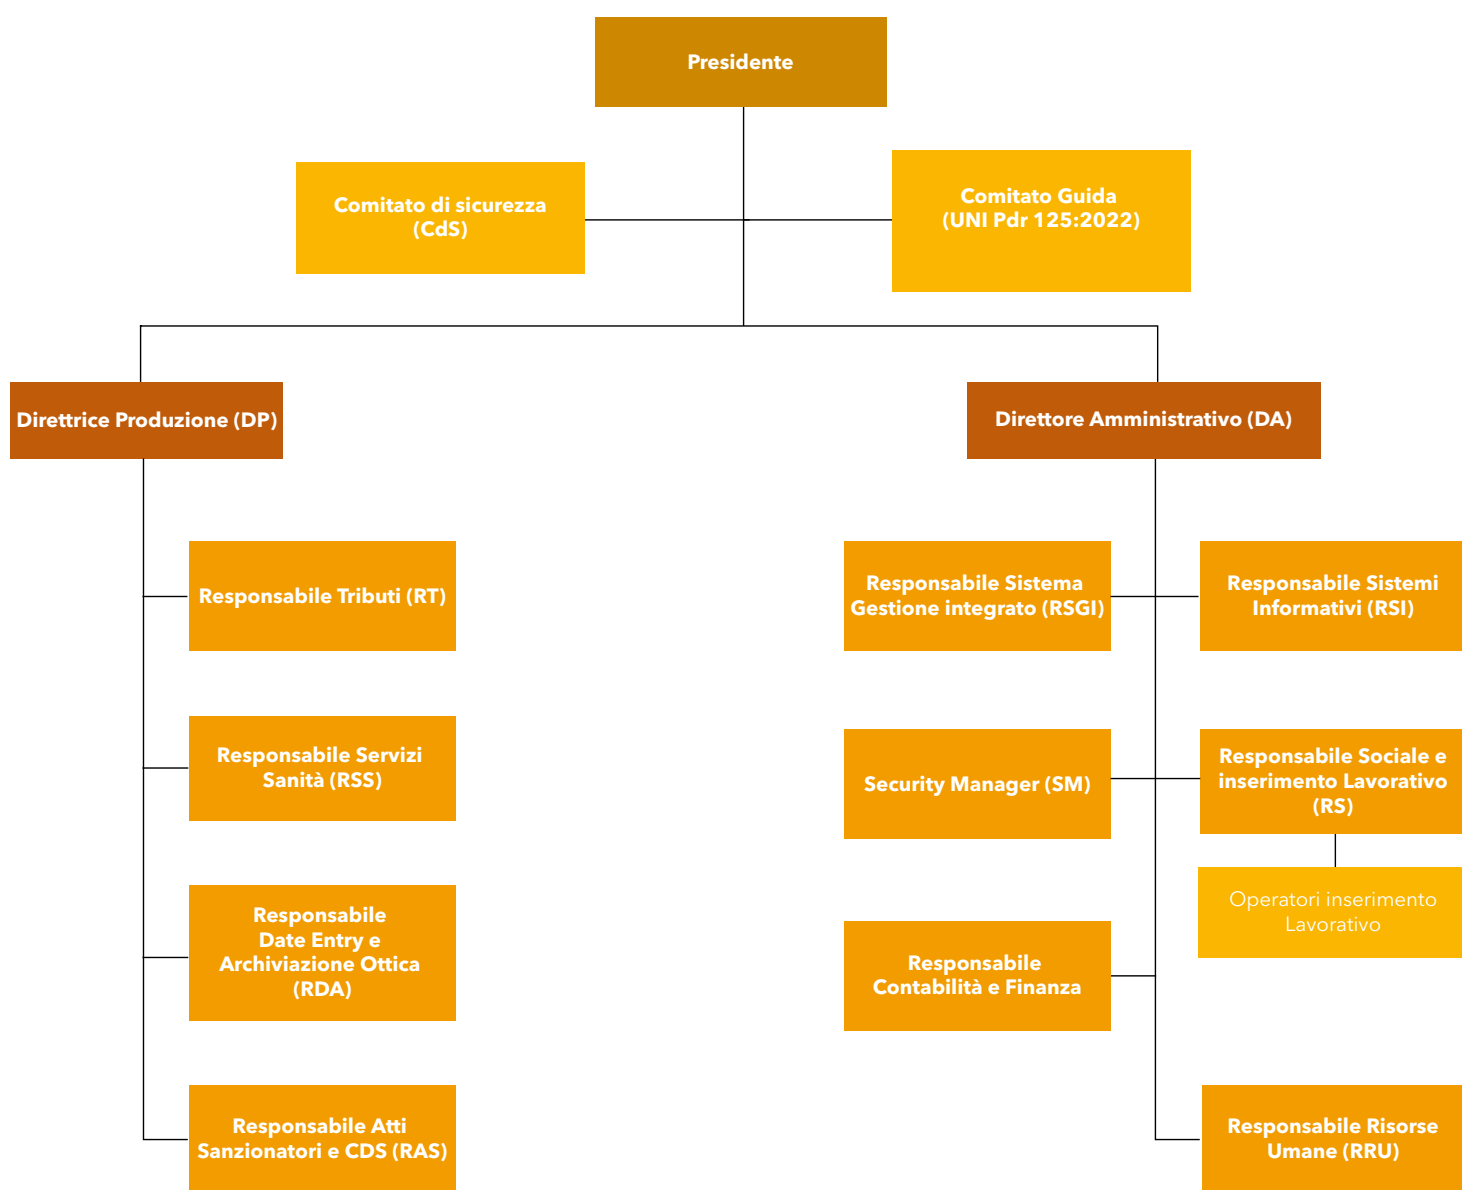 Presidente
Comitato di sicurezza
(CdS)
Comitato Guida
(UNI Pdr 125:2022)
Direttrice Produzione (DP)
Direttore Amministrativo (DA)
Responsabile Tributi (RT)
Responsabile Servizi
Sanità (RSS)
Responsabile
Date Entry e
Archiviazione Ottica
(RDA)
Responsabile Atti
Sanzionatori e CDS (RAS)
Responsabile Sistema
Gestione integrato (RSGI)
Responsabile Sistemi
Informativi (RSI)
Security Manager (SM)
Responsabile Sociale e
inserimento Lavorativo
(RS)
Operatori inserimento
Lavorativo
Responsabile
Contabilità e Finanza
Responsabile Risorse
Umane (RRU)